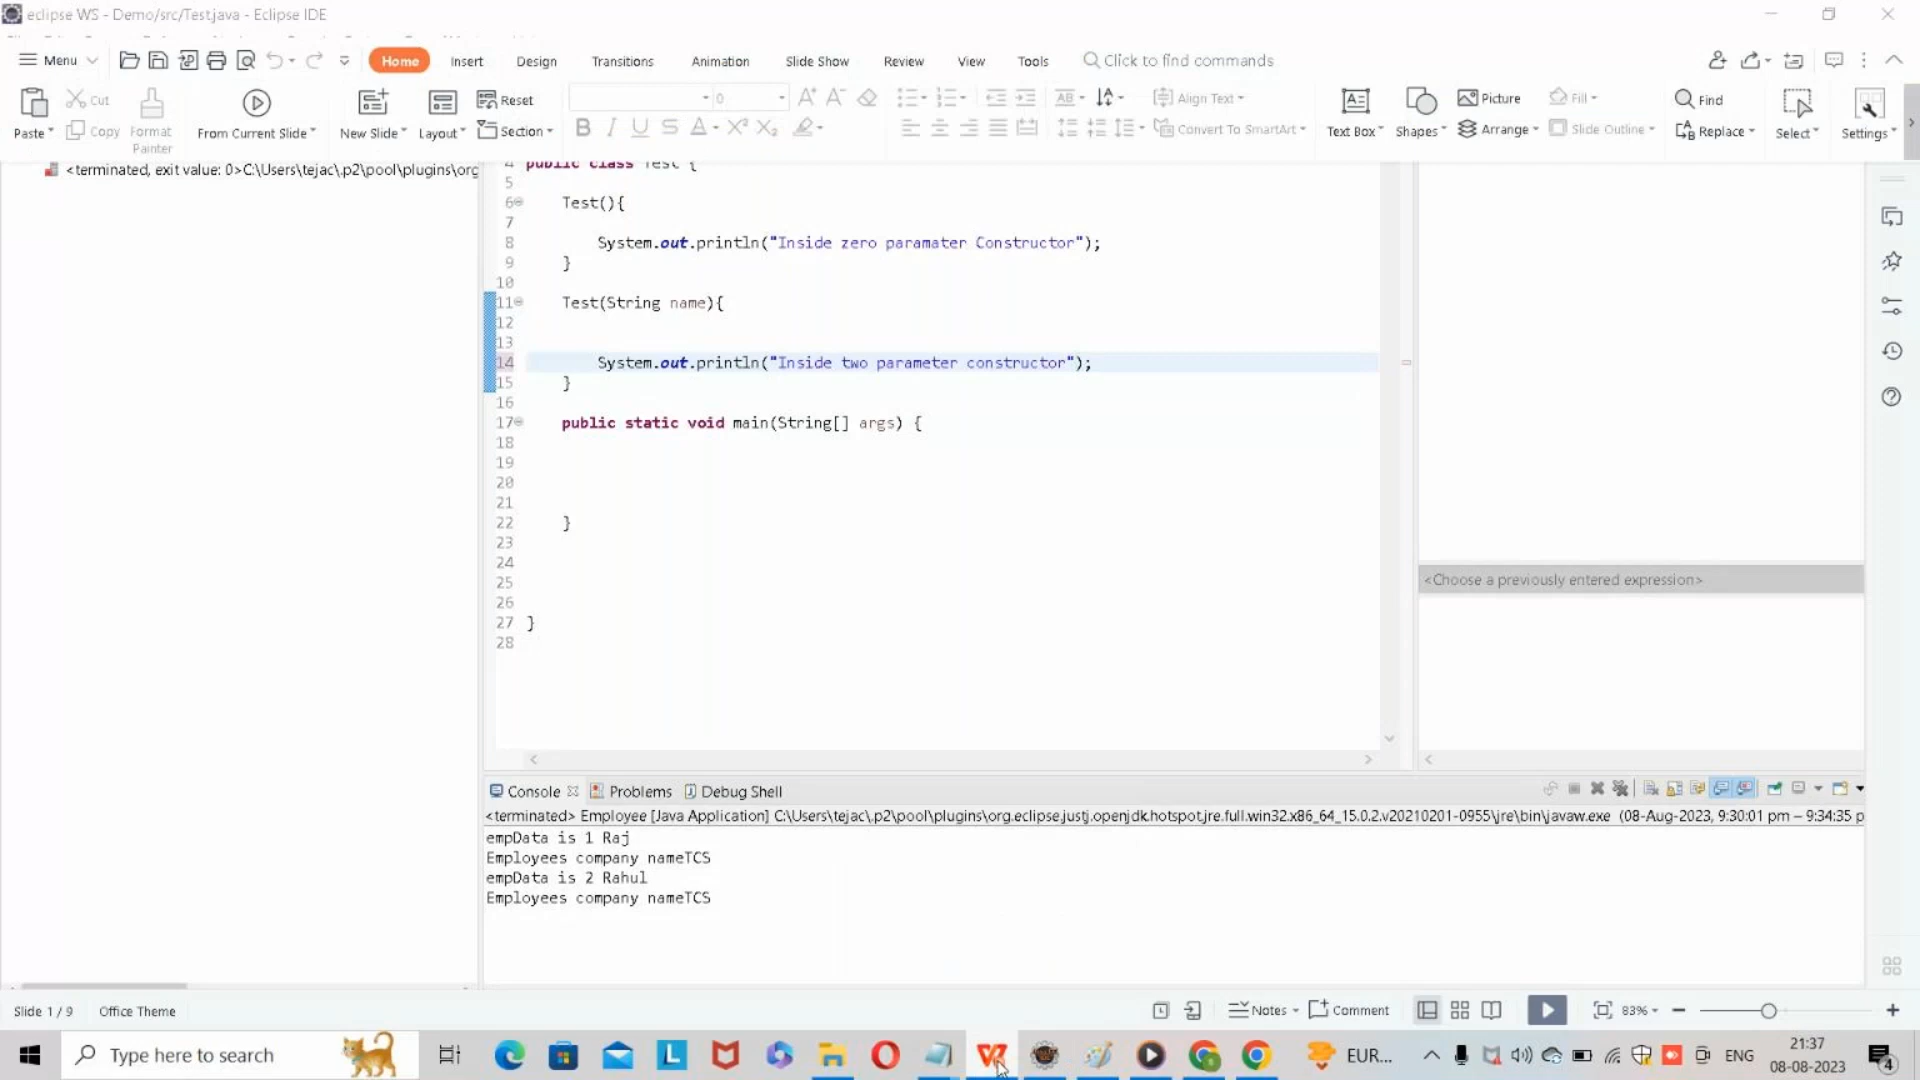 eclipse WS - Demo/src/Test.java - Eclipse IDE
Menu Home Insert Design Transitions Animation Slide Show Review View Tools Click to find commands
Paste Cut Copy Format Painter From Current Slide New Slide Layout Reset Section 0 Align Text Convert To SmartArt Text Box Shapes Picture Arrange Fill Slide Outline Find Replace Select Settings
<terminated, exit value: 0>C:\Users\tejac\.p2\pool\plugins\org
4 public class Test {
5
6 Test(){
7
8 System.out.println("Inside zero paramater Constructor");
9 }
10
11 Test(String name){
12
13
14 System.out.println("Inside two parameter constructor");
15 }
16
17 public static void main(String[] args) {
18
19
20
21
22 }
23
24
25
26
27 }
28
<Choose a previously entered expression>
Console Problems Debug Shell
<terminated> Employee [Java Application] C:\Users\tejac\.p2\pool\plugins\org.eclipse.justj.openjdk.hotspot.jre.full.win32.x86_64_15.0.2.v20210201-0955\jre\bin\javaw.exe (08-Aug-2023, 9:30:01 pm – 9:34:35 p
empData is 1 Raj
Employees company nameTCS
empData is 2 Rahul
Employees company nameTCS
Slide 1 / 9 Office Theme Notes Comment 83%
Type here to search EUR... ENG 21:37
08-08-2023 4